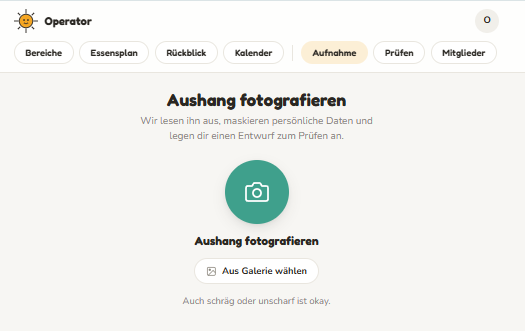 Operator
O
Bereiche
Essensplan
Rückblick
Kalender
Aufnahme
Prüfen
Mitglieder
Aushang fotografieren
Wir lesen ihn aus, maskieren persönliche Daten und
legen dir einen Entwurf zum Prüfen an.
Aushang fotografieren
Aus Galerie wählen
Auch schräg oder unscharf ist okay.